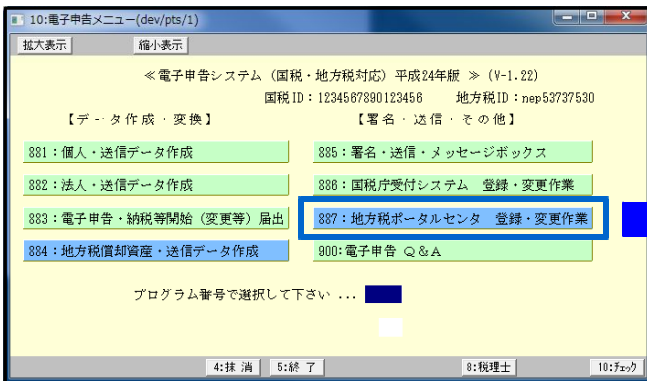 10:電子申告メニュー(dev/pts/1)
拡大表示 縮小表示
≪電子申告システム (国税・地方税対応) 平成24年版 ≫ (V-1.22)
国税ID:1234567890123456 地方税ID:nep53737530
【データ作成・変換】 【署名・送信・その他】
881:個人・送信データ作成 885:署名・送信・メッセージボックス
882:法人・送信データ作成 886:国税庁受付システム 登録・変更作業
883:電子申告・納税等開始(変更等)届出 887:地方税ポータルセンタ 登録・変更作業
884:地方税償却資産・送信データ作成 900:電子申告 Q&A
プログラム番号で選択して下さい ...
4:抹 消 5:終 了 8:税理士 10:チェック